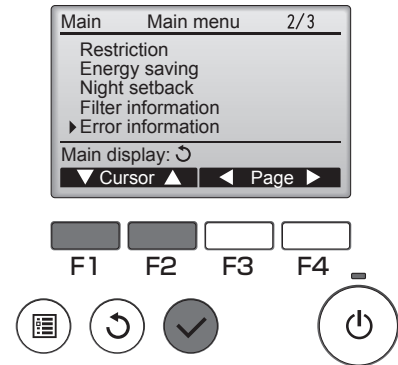 Main Main menu 2/3
Restriction
Energy saving
Night setback
Filter information
Error information
Main display:
Cursor Page
F1 F2 F3 F4